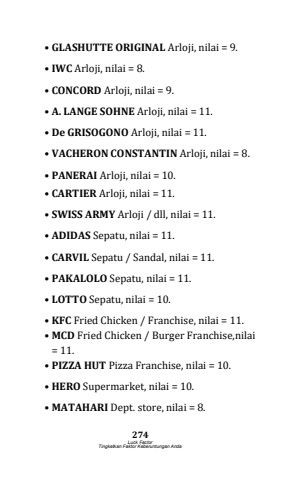 • GLASHUTTE ORIGINAL Arloji, nilai = 9.
• IWC Arloji, nilai = 8.
• CONCORD Arloji, nilai = 9.
• A. LANGE SOHNE Arloji, nilai = 11.
• De GRISOGONO Arloji, nilai = 11.
• VACHERON CONSTANTIN Arloji, nilai = 8.
• PANERAI Arloji, nilai = 10.
• CARTIER Arloji, nilai = 11.
• SWISS ARMY Arloji / dll, nilai = 11.
• ADIDAS Sepatu, nilai = 11.
• CARVIL Sepatu / Sandal, nilai = 11.
• PAKALOLO Sepatu, nilai = 11.
• LOTTO Sepatu, nilai = 10.
• KFC Fried Chicken / Franchise, nilai = 11.
• MCD Fried Chicken / Burger Franchise,nilai
= 11.
• PIZZA HUT Pizza Franchise, nilai = 10.
• HERO Supermarket, nilai = 10.
• MATAHARI Dept. store, nilai = 8.
274
Luck Factor
Tingkatkan Faktor Keberuntungan Anda